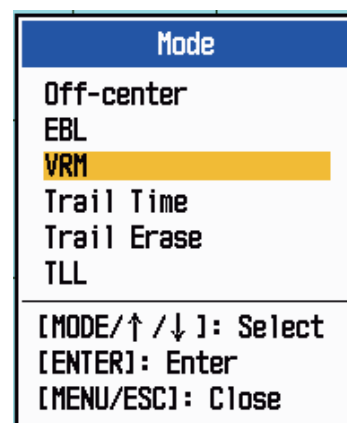 Mode
Off-center
EBL
VRM
Trail Time
Trail Erase
TLL
[MODE/↑/↓]: Select
[ENTER]: Enter
[MENU/ESC]: Close